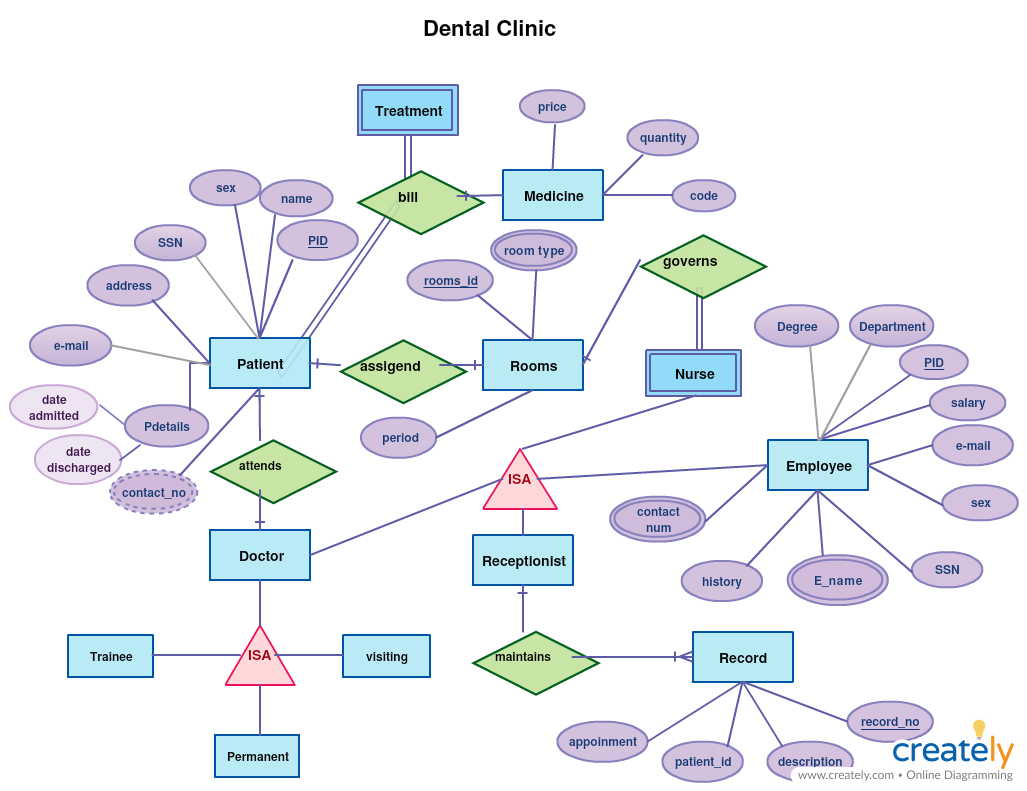 Dental Clinic
Treatment
price
quantity
Medicine
code
bill
sex
name
PID
SSN
address
e-mail
room type
rooms_id
governs
Patient
assigend
Rooms
Nurse
Degree
Department
PID
salary
e-mail
sex
date
admitted
Pdetails
date
discharged
contact_no
attends
period
ISA
Employee
contact
num
history
E_name
SSN
Doctor
Receptionist
Trainee
ISA
visiting
Permanent
maintains
Record
appoinment
patient_id
description
record_no
creately
www.creately.com • Online Diagramming